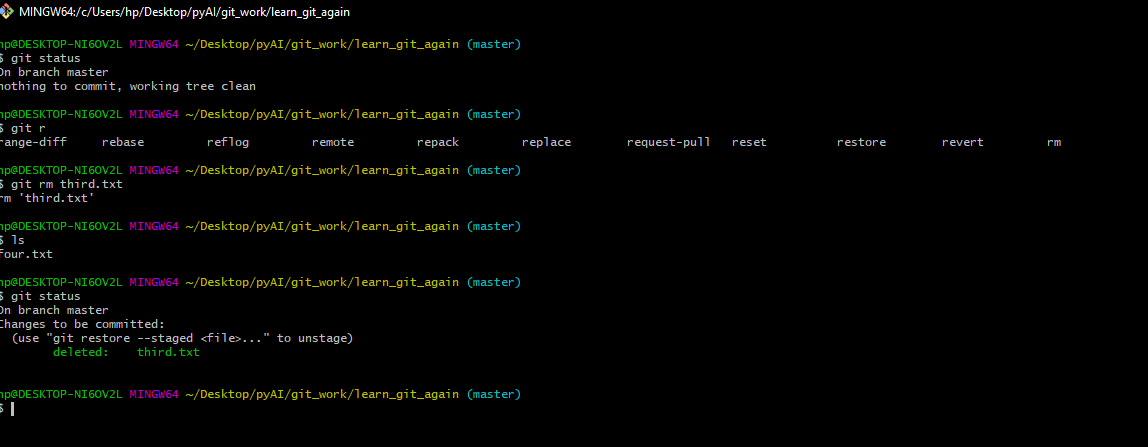 MINGW64:/c/Users/hp/Desktop/pyAI/git_work/learn_git_again
hp@DESKTOP-NI6OV2L MINGW64 ~/Desktop/pyAI/git_work/learn_git_again (master)
$ git status
On branch master
nothing to commit, working tree clean
hp@DESKTOP-NI6OV2L MINGW64 ~/Desktop/pyAI/git_work/learn_git_again (master)
$ git r
range-diff rebase reflog remote repack replace request-pull reset restore revert rm
hp@DESKTOP-NI6OV2L MINGW64 ~/Desktop/pyAI/git_work/learn_git_again (master)
$ git rm third.txt
rm 'third.txt'
hp@DESKTOP-NI6OV2L MINGW64 ~/Desktop/pyAI/git_work/learn_git_again (master)
$ ls
four.txt
hp@DESKTOP-NI6OV2L MINGW64 ~/Desktop/pyAI/git_work/learn_git_again (master)
$ git status
On branch master
Changes to be committed:
(use "git restore --staged <file>..." to unstage)
deleted: third.txt
hp@DESKTOP-NI6OV2L MINGW64 ~/Desktop/pyAI/git_work/learn_git_again (master)
$